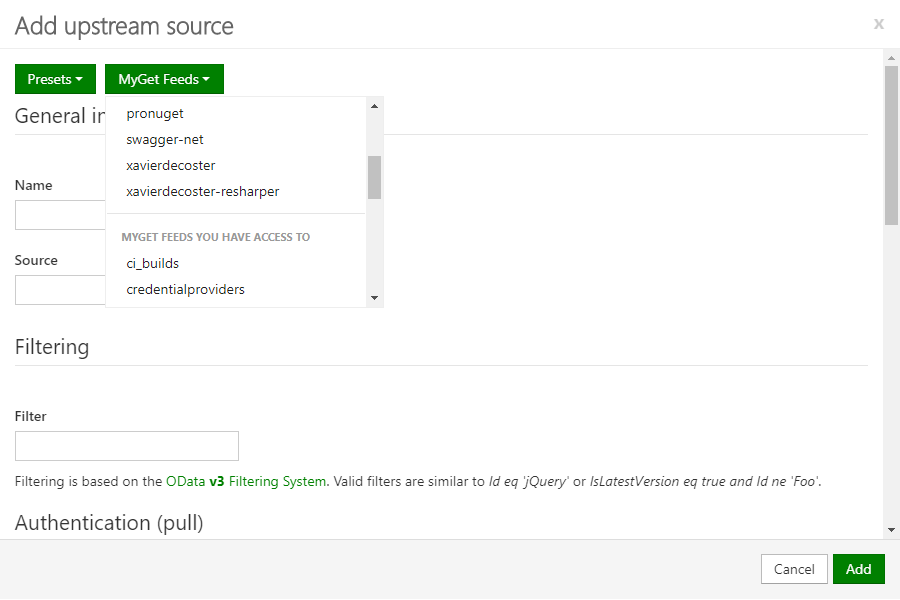 Add upstream source
x
Presets
MyGet Feeds
pronuget
swagger-net
xavierdecoster
xavierdecoster-resharper
MYGET FEEDS YOU HAVE ACCESS TO
ci_builds
credentialproviders
General in
Name
Source
Filtering
Filter
Filtering is based on the OData v3 Filtering System. Valid filters are similar to Id eq 'jQuery' or IsLatestVersion eq true and Id ne 'Foo'.
Authentication (pull)
Cancel
Add